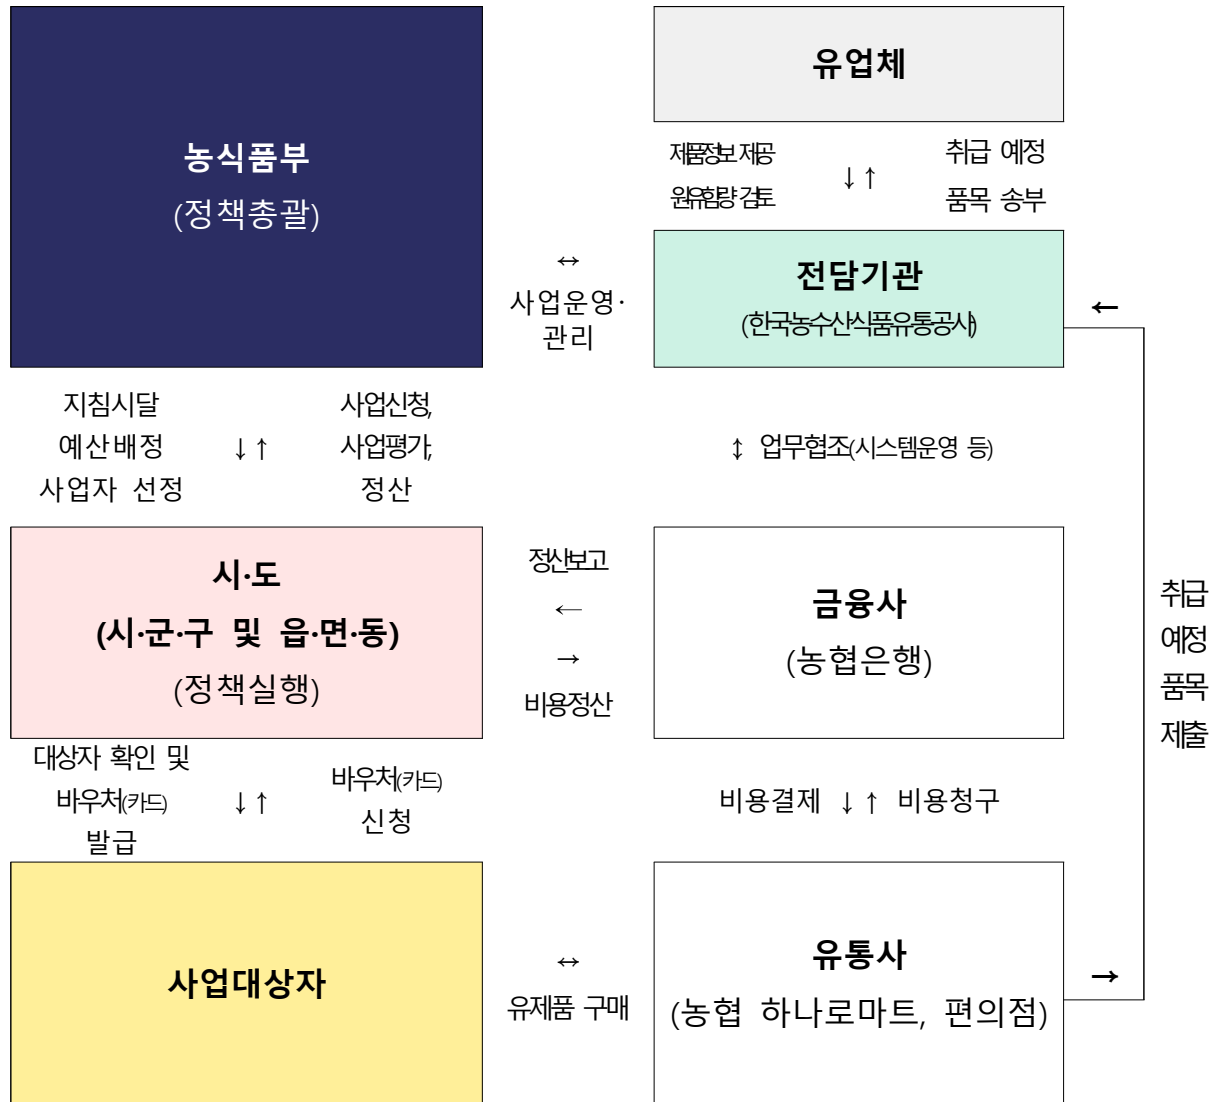 농식품부
(정책총괄)
유업체
제품정보 제공
원유함량 검토
↓↑
취급 예정
품목 송부
↔
사업운영·
관리
전담기관
(한국농수산식품유통공사)
←
지침시달
예산배정
사업자 선정
↓↑
사업신청,
사업평가,
정산
↕ 업무협조(시스템운영 등)
시·도
(시·군·구 및 읍·면·동)
(정책실행)
정산보고
←
→
비용정산
금융사
(농협은행)
취급
예정
품목
제출
대상자 확인 및
바우처(카드)
발급
↓↑
바우처(카드)
신청
비용결제 ↓↑ 비용청구
사업대상자
↔
유제품 구매
유통사
(농협 하나로마트, 편의점)
→